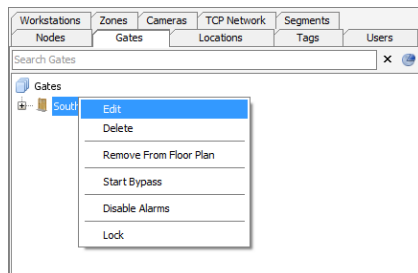 Workstations Zones Cameras TCP Network Segments
Nodes Gates Locations Tags Users
Search Gates
Gates
South
Edit
Delete
Remove From Floor Plan
Start Bypass
Disable Alarms
Lock